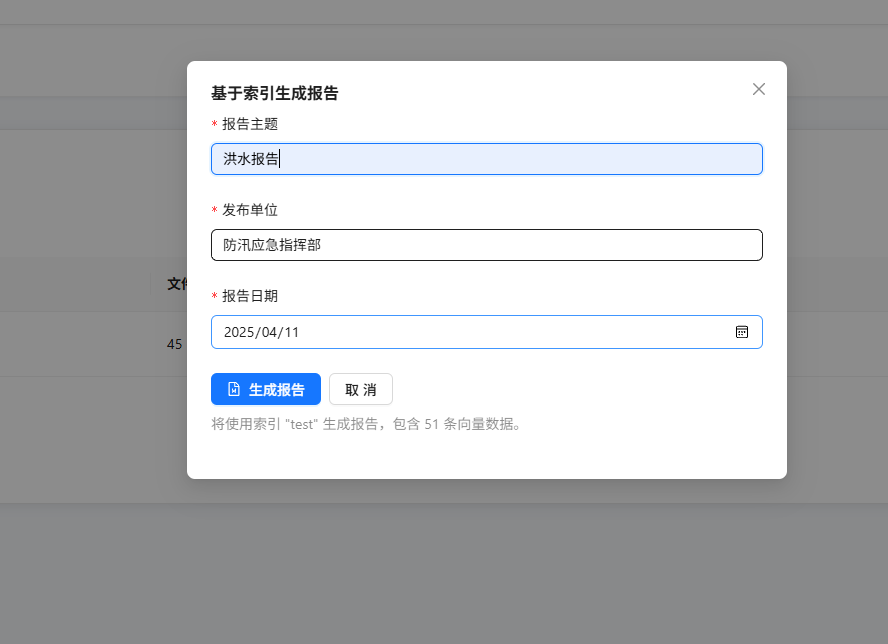 基于索引生成报告
* 报告主题
洪水报告
* 发布单位
防汛应急指挥部
* 报告日期
2025/04/11
生成报告 取 消
将使用索引 "test" 生成报告，包含 51 条向量数据。
45